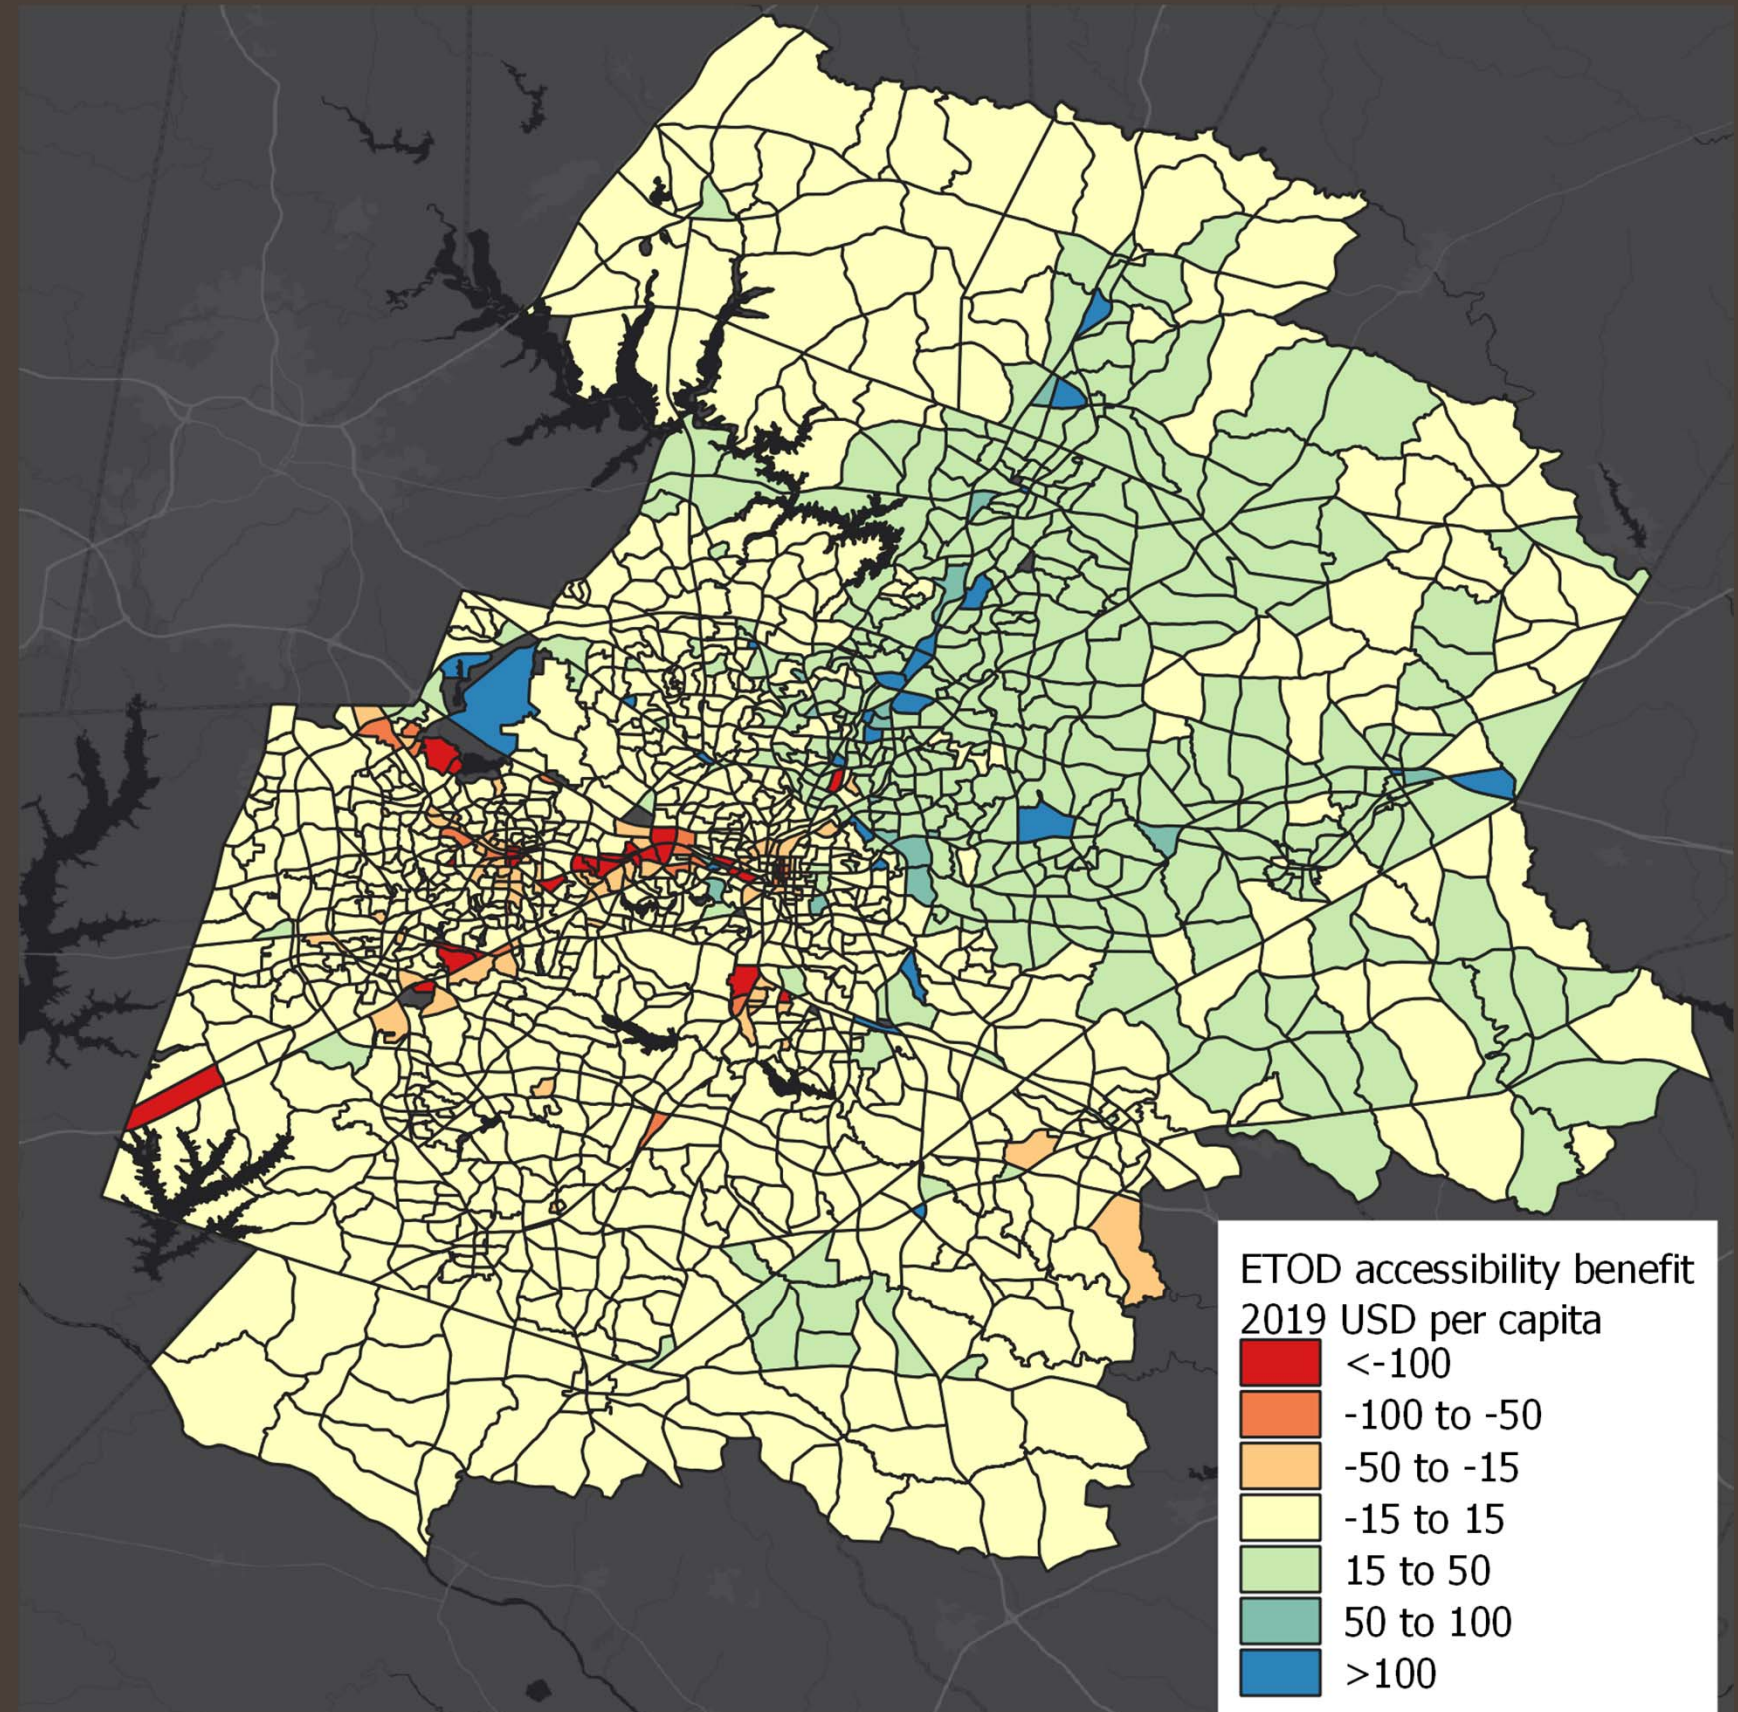 ETOD accessibility benefit
2019 USD per capita
<-100
-100 to -50
-50 to -15
-15 to 15
15 to 50
50 to 100
>100